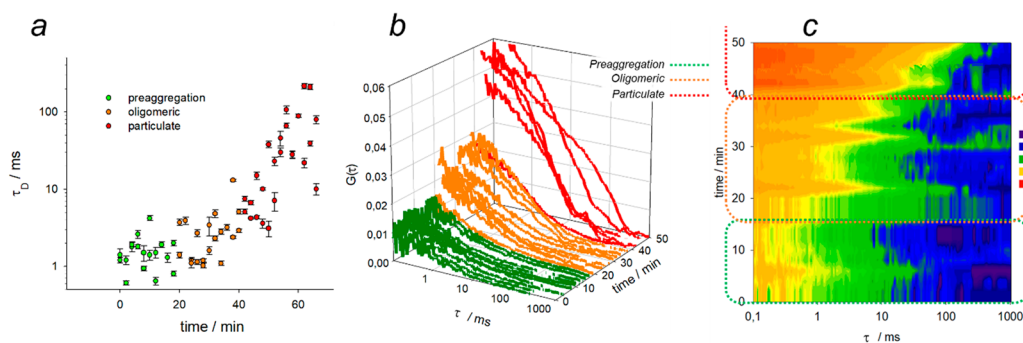 a
τD / ms
100
10
1
preaggregation
oligomeric
particulate
0
20
40
60
time / min
b
G(τ)
0,06
0,05
0,04
0,03
0,02
0,01
0,00
1
10
100
1000
τ / ms
0
10
20
30
40
50
time / min
Preaggregation
Oligomeric
Particulate
c
time / min
50
40
30
20
10
0
0,1
1
10
100
1000
τ / ms